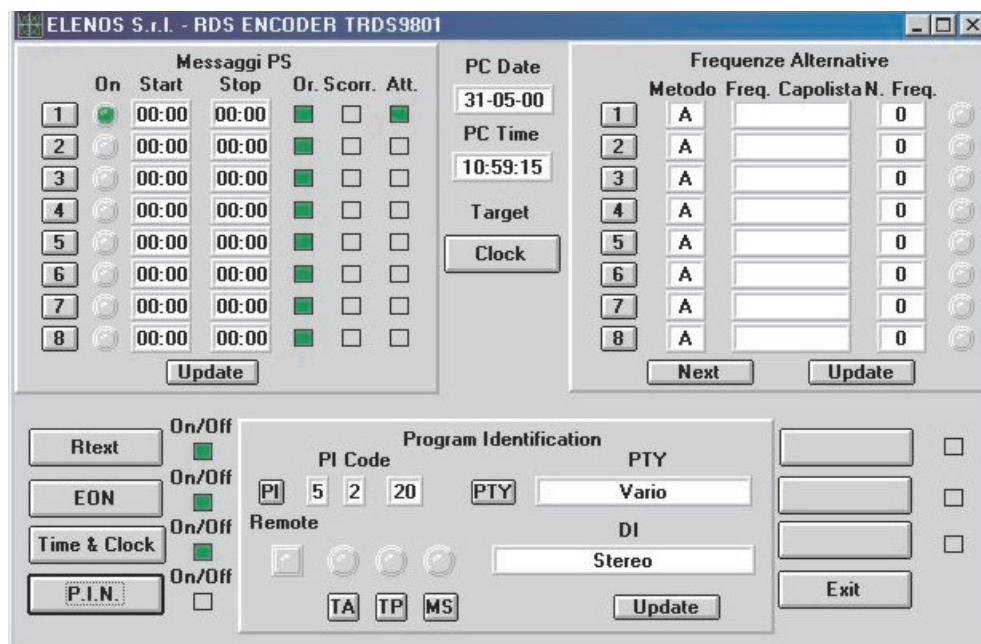 ELENOS S.r.l. - RDS ENCODER TRDS9801
Messaggi PS
On Start Stop Or. Scorr. Att.
1 00:00 00:00
2 00:00 00:00
3 00:00 00:00
4 00:00 00:00
5 00:00 00:00
6 00:00 00:00
7 00:00 00:00
8 00:00 00:00
Update
PC Date
31-05-00
PC Time
10:59:15
Target
Clock
Frequenze Alternative
Metodo Freq. Capolista N. Freq.
1 A 0
2 A 0
3 A 0
4 A 0
5 A 0
6 A 0
7 A 0
8 A 0
Next Update
Rtext On/Off
EON On/Off
Time & Clock On/Off
P.I.N. On/Off
Program Identification
PI Code
PI 5 2 20
PTY
PTY Vario
Remote
DI
Stereo
TA TP MS
Update
Exit